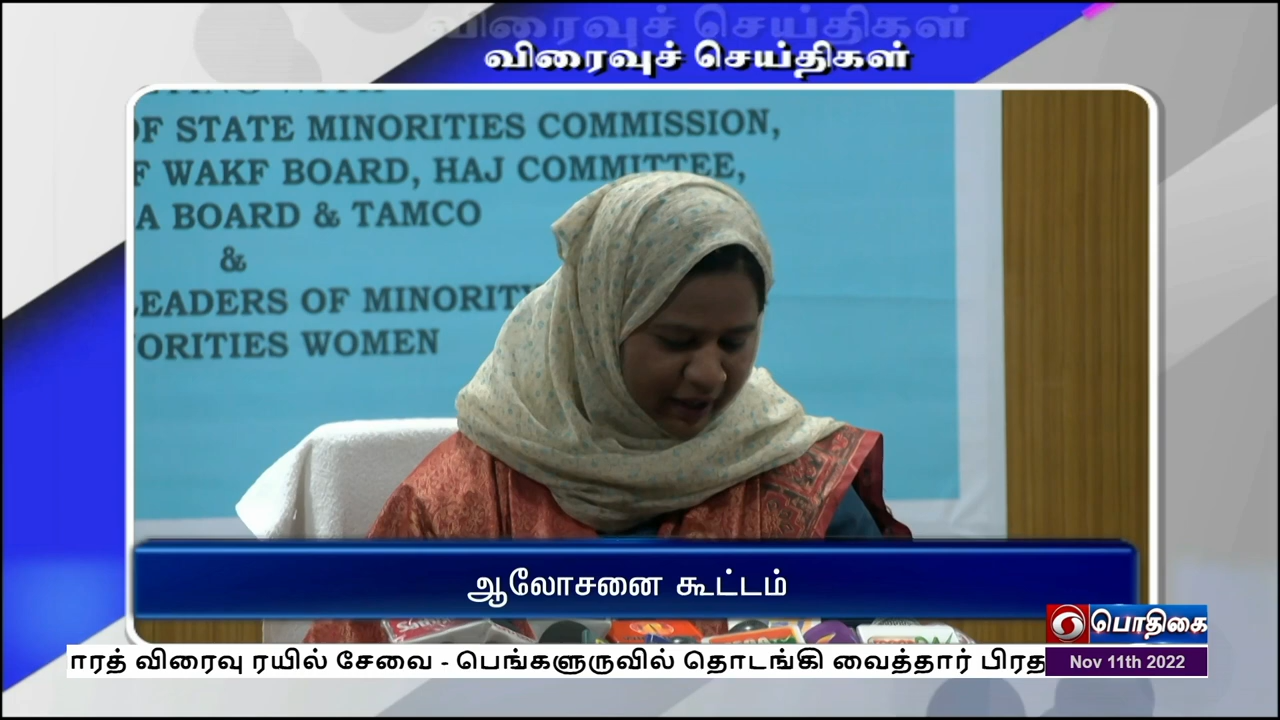 விரைவுச் செய்திகள்
விரைவுச் செய்திகள்
OF STATE MINORITIES COMMISSION,
F WAKF BOARD, HAJ COMMITTEE,
A BOARD & TAMCO
&
LEADERS OF MINORITY
ORITIES WOMEN
ஆலோசனை கூட்டம்
பொதிகை
ாரத் விரைவு ரயில் சேவை - பெங்களுருவில் தொடங்கி வைத்தார் பிரத
Nov 11th 2022